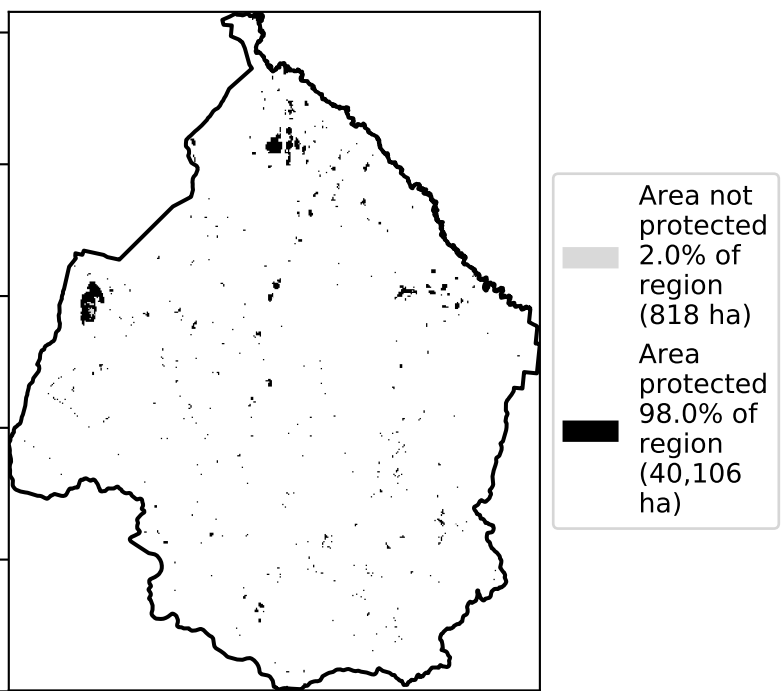 Area not
protected
2.0% of
region
(818 ha)
Area
protected
98.0% of
region
(40,106
ha)